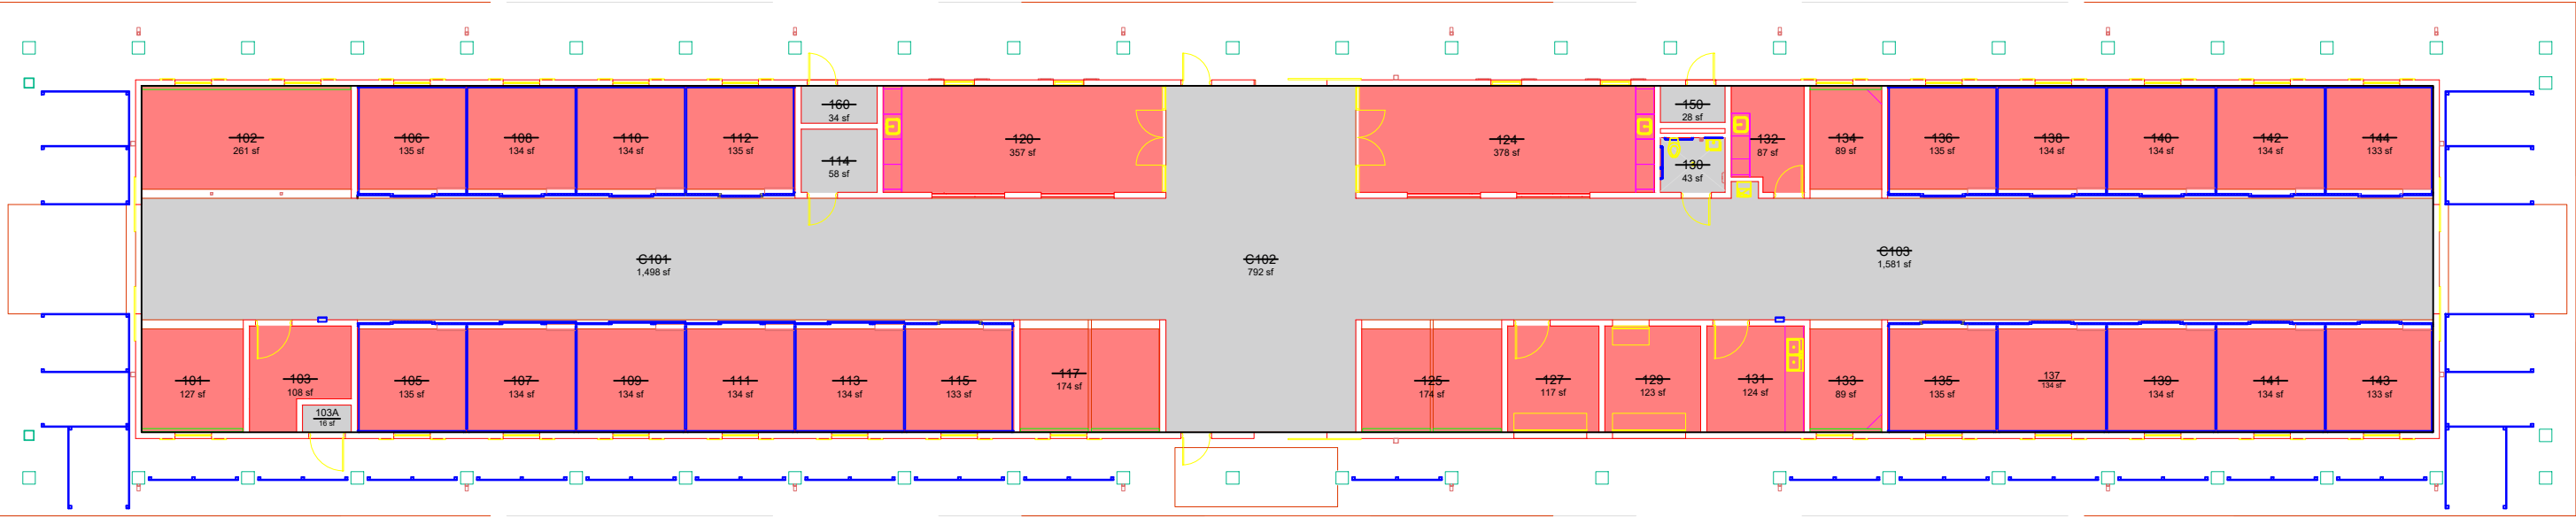 102
261 sf
106
135 sf
108
134 sf
110
134 sf
112
135 sf
160
34 sf
114
58 sf
120
357 sf
124
378 sf
150
28 sf
130
43 sf
132
87 sf
134
89 sf
136
135 sf
138
134 sf
140
134 sf
142
134 sf
144
133 sf
C101
1,498 sf
C102
792 sf
C103
1,581 sf
101
127 sf
103
108 sf
103A
16 sf
105
135 sf
107
134 sf
109
134 sf
111
134 sf
113
134 sf
115
133 sf
117
174 sf
125
174 sf
127
117 sf
129
123 sf
131
124 sf
133
89 sf
135
135 sf
137
134 sf
139
134 sf
141
134 sf
143
133 sf